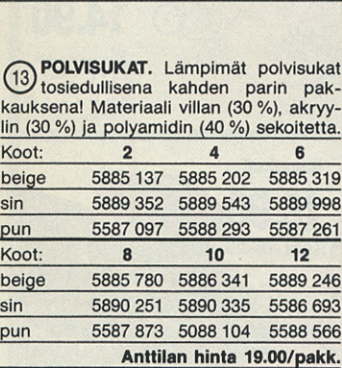 13 POLVISUKAT. Lämpimät polvisukat
tosiedullisena kahden parin pak-
kauksena! Materiaali villan (30 %), akryy-
lin (30 %) ja polyamidin (40 %) sekoitetta.
Koot: 2 4 6
beige 5885 137 5885 202 5885 319
sin 5889 352 5889 543 5889 998
pun 5587 097 5588 293 5587 261
Koot: 8 10 12
beige 5885 780 5886 341 5889 246
sin 5890 251 5890 335 5586 693
pun 5587 873 5088 104 5588 566
Anttilan hinta 19.00/pakk.